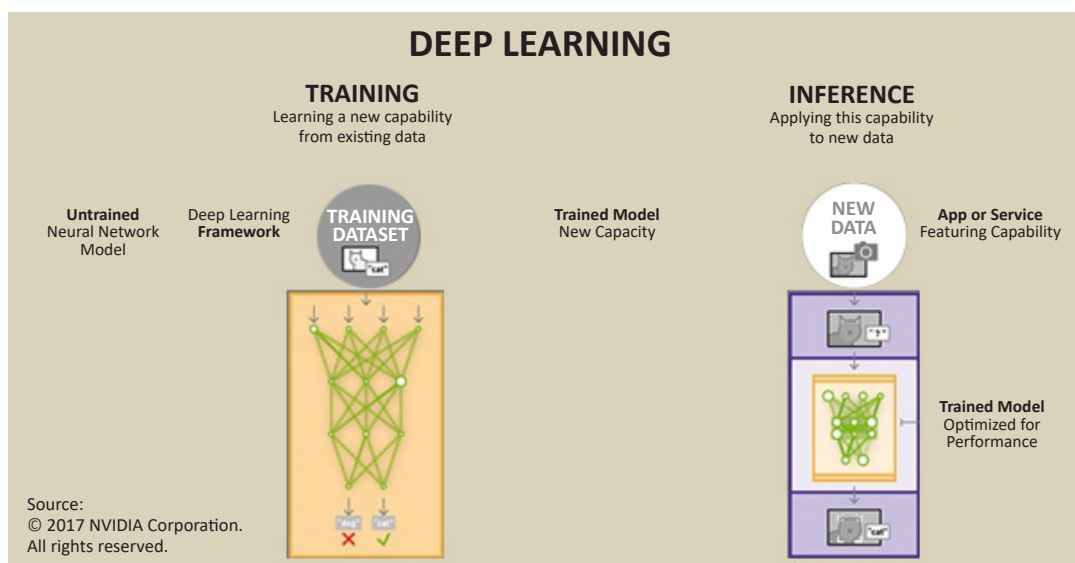 DEEP LEARNING
TRAINING
Learning a new capability
from existing data
INFERENCE
Applying this capability
to new data
Untrained
Neural Network
Model
Deep Learning
Framework
TRAINING
DATASET
"cat"
Trained Model
New Capacity
NEW
DATA
App or Service
Featuring Capability
"?"
Trained Model
Optimized for
Performance
"dog"
"cat"
"cat"
Source:
© 2017 NVIDIA Corporation.
All rights reserved.